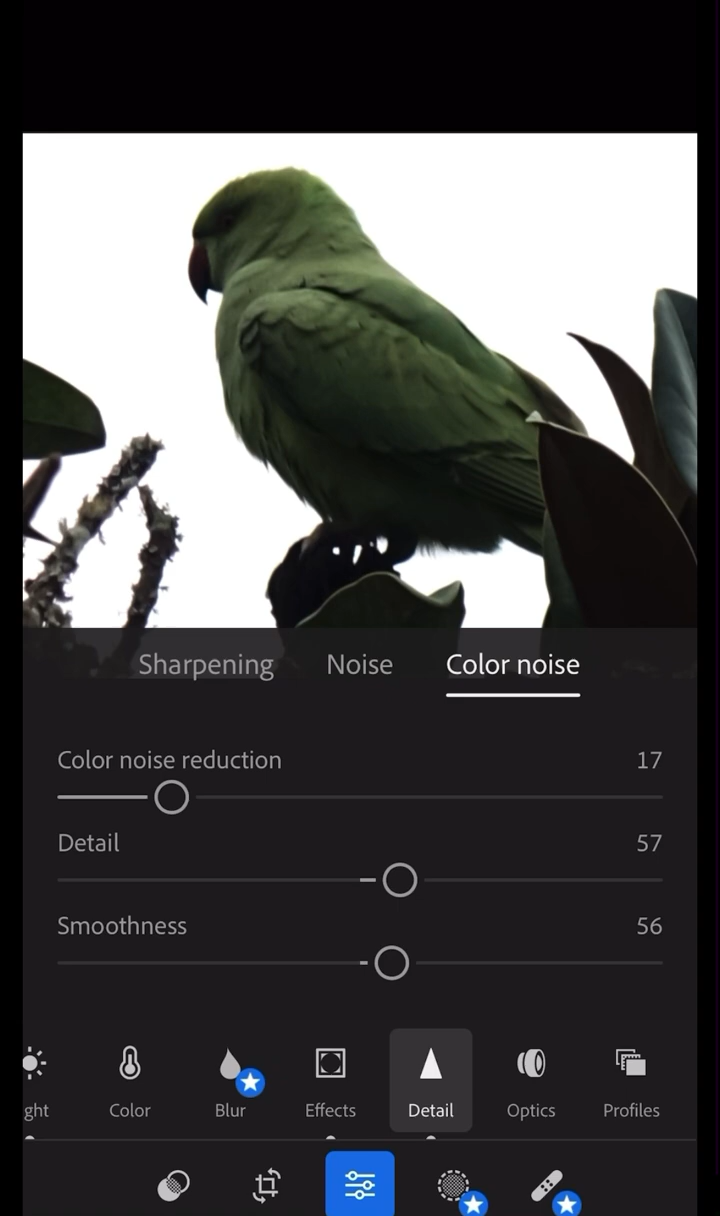 Sharpening Noise Color noise
Color noise reduction 17
Detail 57
Smoothness 56
ght Color Blur Effects Detail Optics Profiles